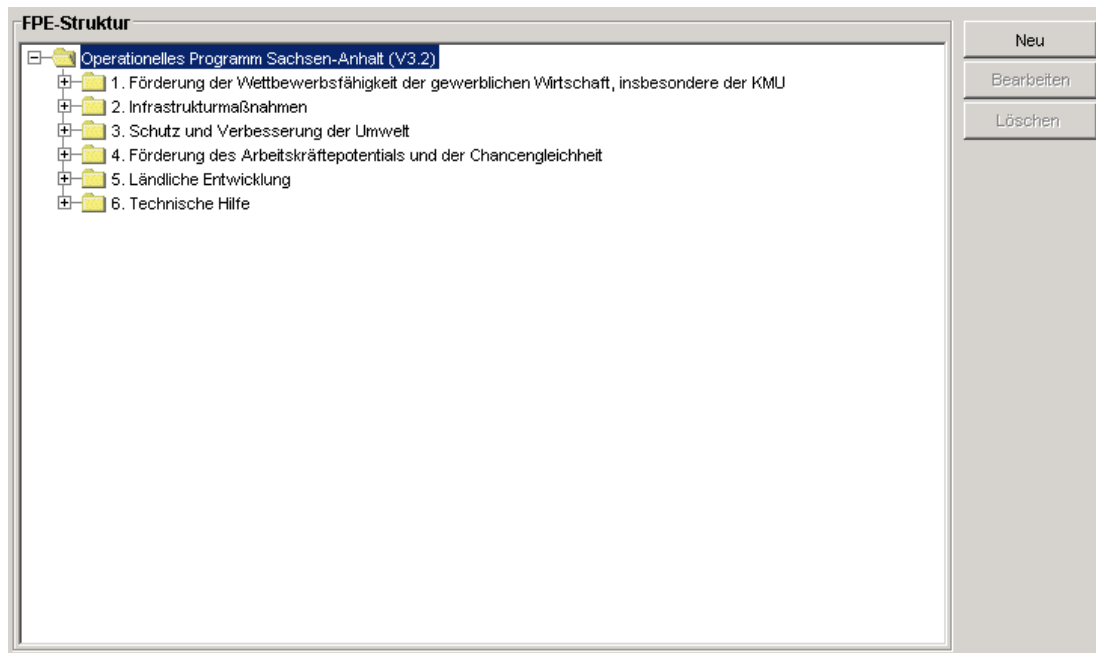 FPE-Struktur
Operationelles Programm Sachsen-Anhalt (V3.2)
1. Förderung der Wettbewerbsfähigkeit der gewerblichen Wirtschaft, insbesondere der KMU
2. Infrastrukturmaßnahmen
3. Schutz und Verbesserung der Umwelt
4. Förderung des Arbeitskräftepotentials und der Chancengleichheit
5. Ländliche Entwicklung
6. Technische Hilfe
Neu
Bearbeiten
Löschen